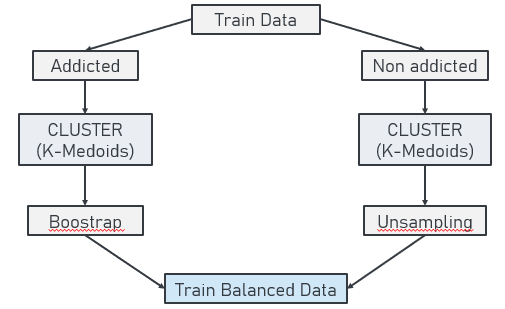 Train Data
Addicted
Non addicted
CLUSTER
(K-Medoids)
CLUSTER
(K-Medoids)
Boostrap
Unsampling
Train Balanced Data